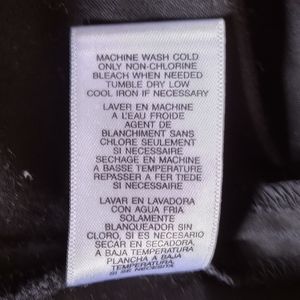 MACHINE WASH COLD
ONLY NON-CHLORINE
BLEACH WHEN NEEDED
TUMBLE DRY LOW
COOL IRON IF NECESSARY
LAVER EN MACHINE
A L'EAU FROIDE
AGENT DE
BLANCHIMENT SANS
CHLORE SEULEMENT
SI NECESSAIRE
SECHAGE EN MACHINE
A BASSE TEMPERATURE
REPASSER A FER TIEDE
SI NECESSAIRE
LAVAR EN LAVADORA
CON AGUA FRIA
SOLAMENTE
BLANQUEADOR SIN
CLORO, SI ES NECESARIO
SECAR EN SECADORA,
A BAJA TEMPERATURA
PLANCHA A BAJA
TEMPERATURA,
SI SE NECESITA